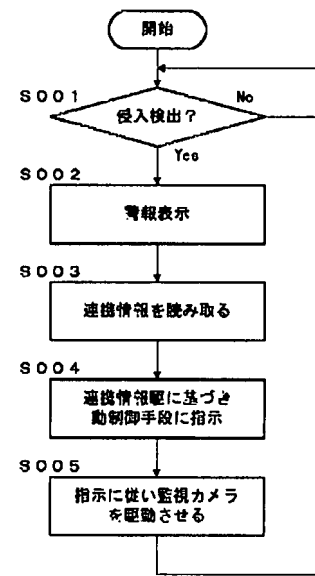 開始
S001
侵入検出？
No
Yes
S002
警報表示
S003
連携情報を読み取る
S004
連携情報駆に基づき
動制御手段に指示
S005
指示に従い監視カメラ
を駆動させる